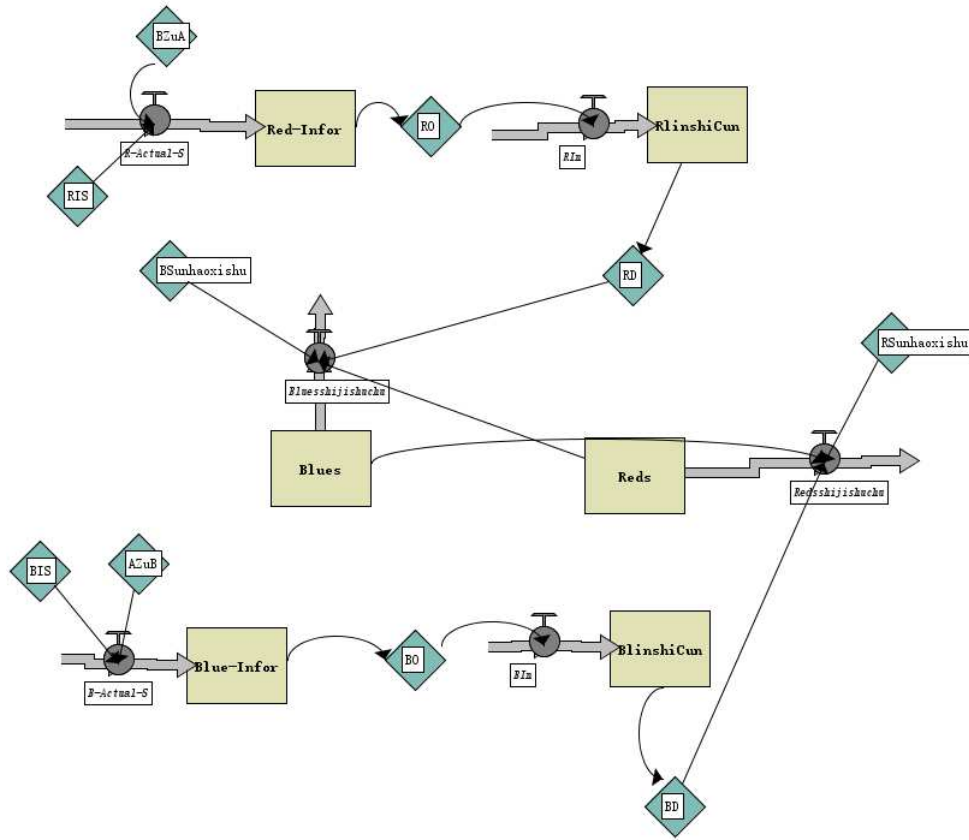 BZuA
Red-Infor
RO
RlinshiCun
R-Actual-S
RIn
RIS
BSunhaoxishu
RD
RSunhaoxishu
Bluesshijishuchu
Blues
Reds
Redsshijishuchu
BIS
AZuB
Blue-Infor
BO
BlinshiCun
B-Actual-S
BIn
BD